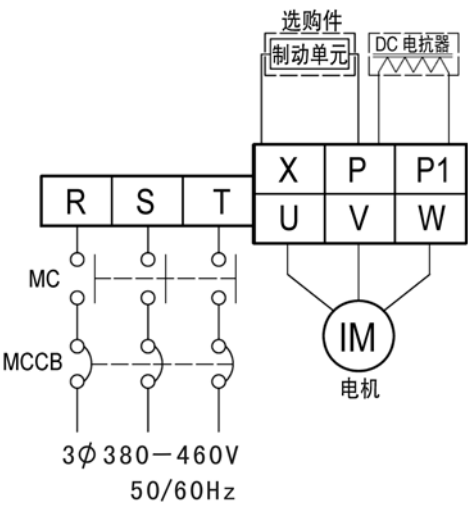 选购件
制动单元
DC 电抗器
X P P1
R S T
U V W
MC
IM
MCCB
电机
3∅ 380-460V
50/60Hz